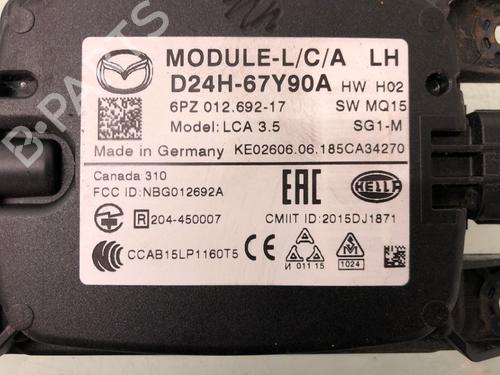 MODULE-L/C/A LH
D24H-67Y90A HW H02
6PZ 012.692-17 SW MQ15
Model: LCA 3.5 SG1-M
Made in Germany KE02606.06.185CA34270
Canada 310
FCC ID: NBG012692A
EAC
HELLA
R 204-450007
CMIIT ID: 2015DJ1871
CCAB15LP1160T5
CE
И 011 15
1024